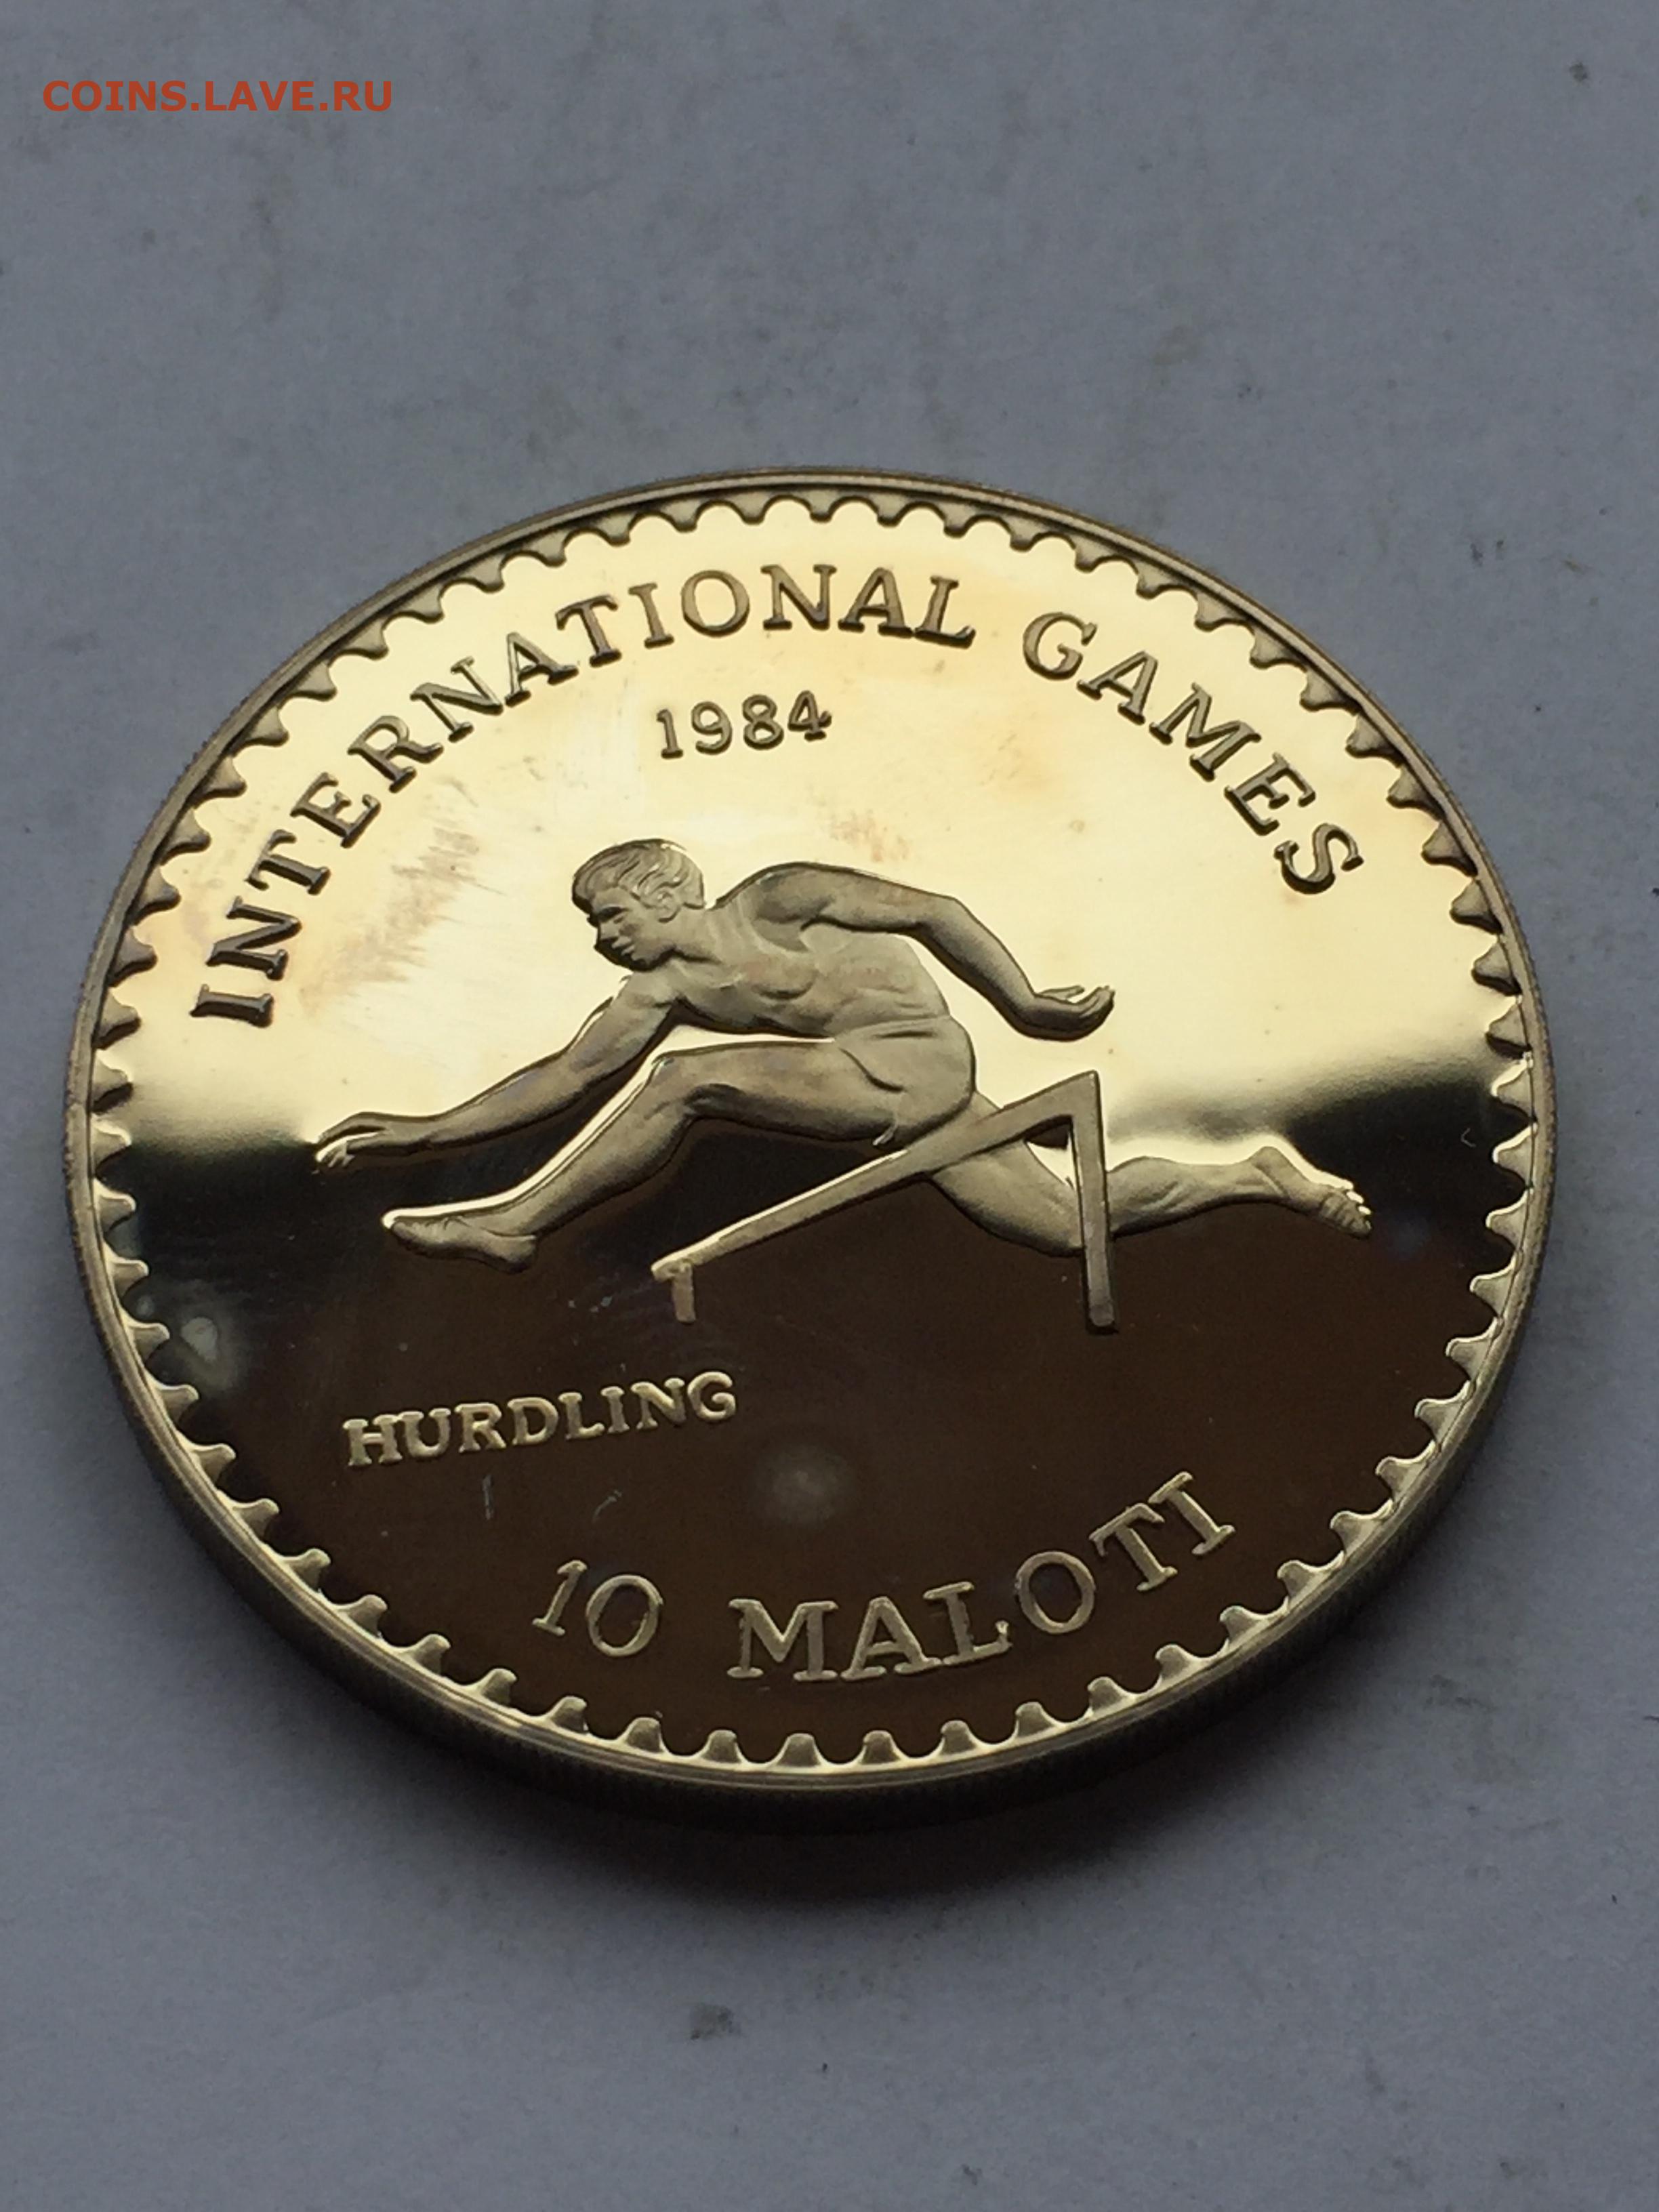 COINS.LAVE.RU
INTERNATIONAL GAMES
1984
HURDLING
10 MALOTI